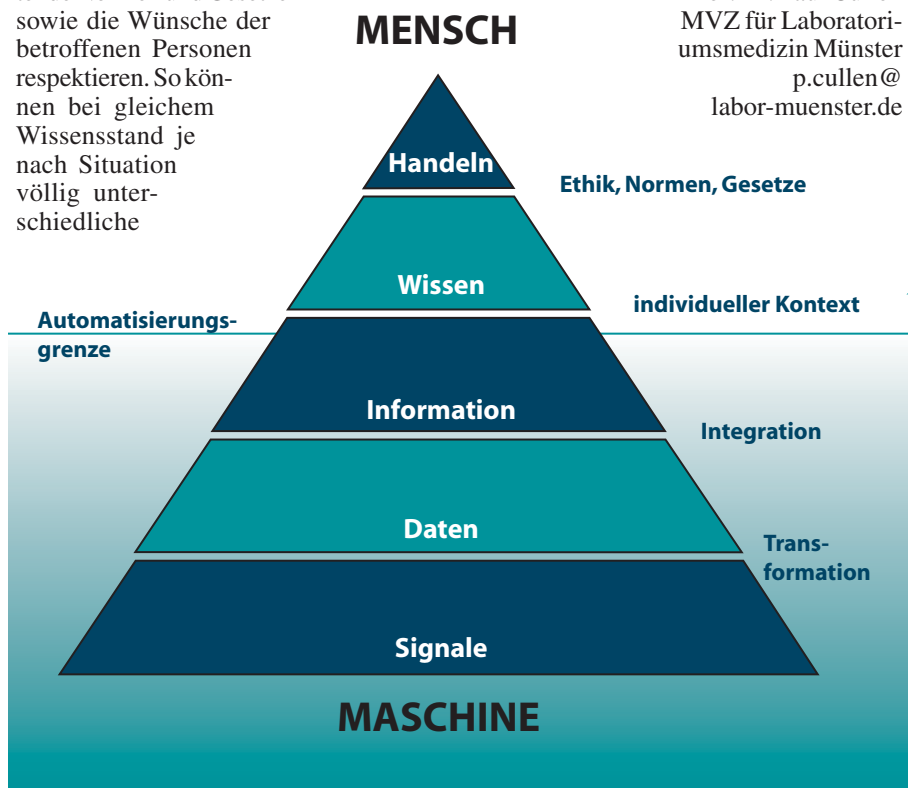 sowie die Wünsche der
betroffenen Personen
respektieren. So kön-
nen bei gleichem
Wissensstand je
nach Situation
völlig unter-
schiedliche
MVZ für Laboratori-
umsmedizin Münster
p.cullen@
labor-muenster.de
MENSCH
Handeln
Ethik, Normen, Gesetze
Wissen
individueller Kontext
Automatisierungs-
grenze
Information
Integration
Daten
Trans-
formation
Signale
MASCHINE